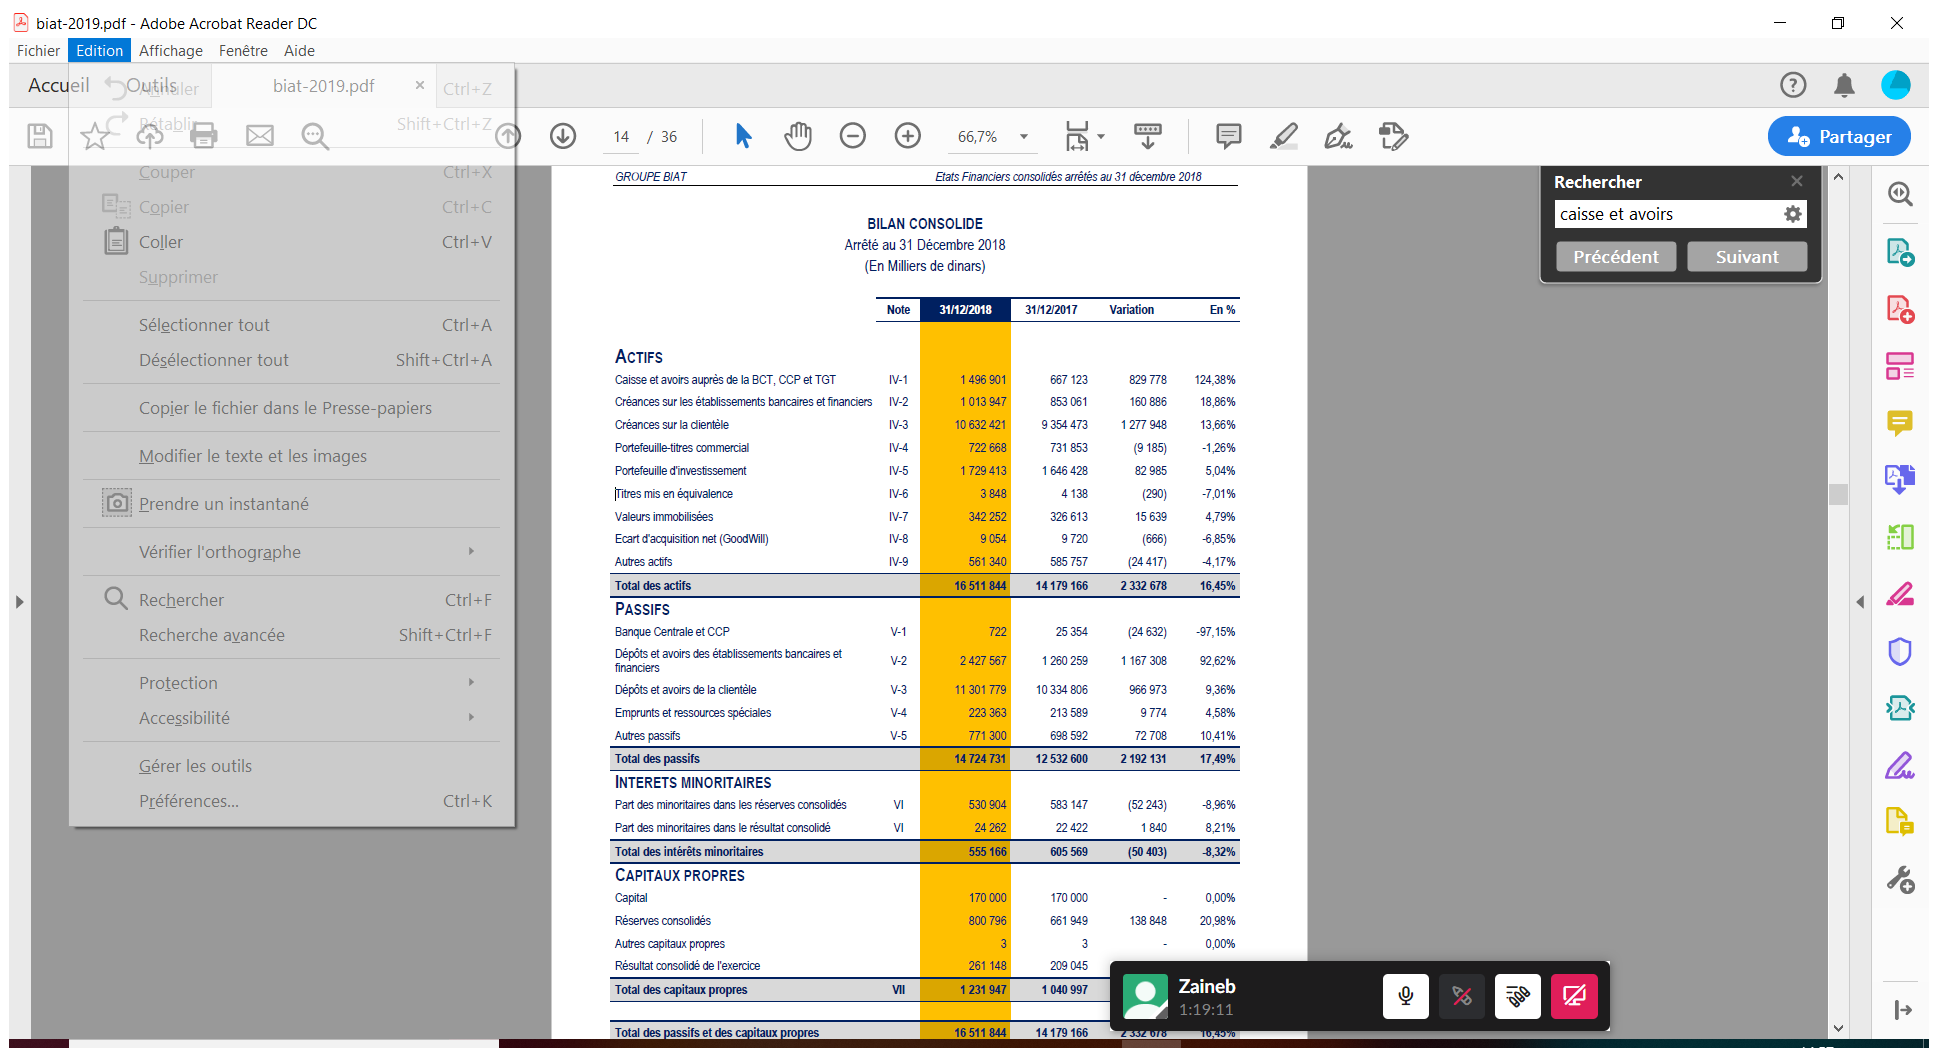 biat-2019.pdf - Adobe Acrobat Reader DC
Fichier Edition Affichage Fenêtre Aide
Accueil Outils biat-2019.pdf ×
Annuler Ctrl+Z
Rétablir Shift+Ctrl+Z
14 / 36 66,7% Partager
Couper Ctrl+X
Copier Ctrl+C
Coller Ctrl+V
Supprimer
Sélectionner tout Ctrl+A
Désélectionner tout Shift+Ctrl+A
Copier le fichier dans le Presse-papiers
Modifier le texte et les images
Prendre un instantané
Vérifier l'orthographe
Rechercher Ctrl+F
Recherche avancée Shift+Ctrl+F
Protection
Accessibilité
Gérer les outils
Préférences... Ctrl+K
GROUPE BIAT Etats Financiers consolidés arrêtés au 31 décembre 2018
BILAN CONSOLIDE
Arrêté au 31 Décembre 2018
(En Milliers de dinars)
Note 31/12/2018 31/12/2017 Variation En %
ACTIFS
Caisse et avoirs auprès de la BCT, CCP et TGT IV-1 1 496 901 667 123 829 778 124,38%
Créances sur les établissements bancaires et financiers IV-2 1 013 947 853 061 160 886 18,86%
Créances sur la clientèle IV-3 10 632 421 9 354 473 1 277 948 13,66%
Portefeuille-titres commercial IV-4 722 668 731 853 (9 185) -1,26%
Portefeuille d'investissement IV-5 1 729 413 1 646 428 82 985 5,04%
Titres mis en équivalence IV-6 3 848 4 138 (290) -7,01%
Valeurs immobilisées IV-7 342 252 326 613 15 639 4,79%
Ecart d'acquisition net (GoodWill) IV-8 9 054 9 720 (666) -6,85%
Autres actifs IV-9 561 340 585 757 (24 417) -4,17%
Total des actifs 16 511 844 14 179 166 2 332 678 16,45%
PASSIFS
Banque Centrale et CCP V-1 722 25 354 (24 632) -97,15%
Dépôts et avoirs des établissements bancaires et
financiers V-2 2 427 567 1 260 259 1 167 308 92,62%
Dépôts et avoirs de la clientèle V-3 11 301 779 10 334 806 966 973 9,36%
Emprunts et ressources spéciales V-4 223 363 213 589 9 774 4,58%
Autres passifs V-5 771 300 698 592 72 708 10,41%
Total des passifs 14 724 731 12 532 600 2 192 131 17,49%
INTERETS MINORITAIRES
Part des minoritaires dans les réserves consolidés VI 530 904 583 147 (52 243) -8,96%
Part des minoritaires dans le résultat consolidé VI 24 262 22 422 1 840 8,21%
Total des intérêts minoritaires 555 166 605 569 (50 403) -8,32%
CAPITAUX PROPRES
Capital 170 000 170 000 - 0,00%
Réserves consolidés 800 796 661 949 138 848 20,98%
Autres capitaux propres 3 3 - 0,00%
Résultat consolidé de l'exercice 261 148 209 045
Total des capitaux propres VII 1 231 947 1 040 997
Total des passifs et des capitaux propres 16 511 844 14 179 166 2 332 678 16,45%
Rechercher ×
caisse et avoirs
Précédent Suivant
Zaineb
1:19:11